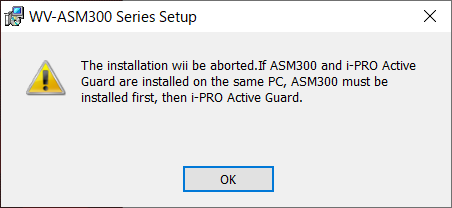 WV-ASM300 Series Setup
The installation wii be aborted.If ASM300 and i-PRO Active
Guard are installed on the same PC, ASM300 must be
installed first, then i-PRO Active Guard.
OK